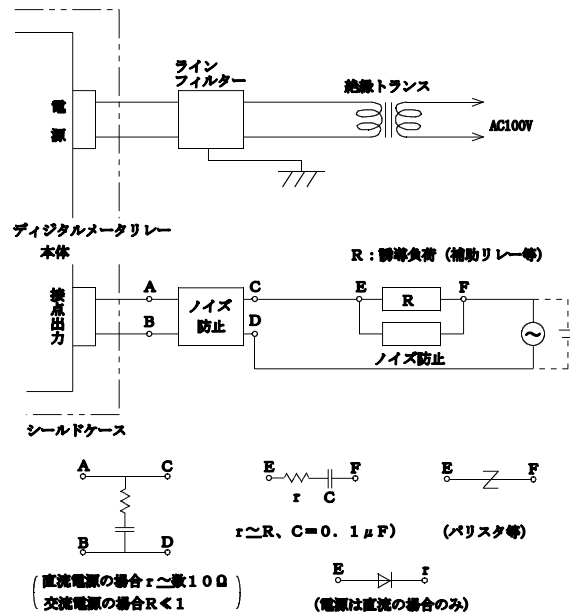 ライン
フィルター
絶縁トランス
電源
AC100V
ディジタルメータリレー
本体
R：誘導負荷（補助リレー等）
接点出力
A
C
E
F
B
D
ノイズ
防止
R
〜
ノイズ防止
シールドケース
A
C
E
F
E
F
r
C
r≃R、C=0．1μF）
(バリスタ等)
B
D
E
r
直流電源の場合r≃数10Ω
交流電源の場合R≪1
(電源は直流の場合のみ)